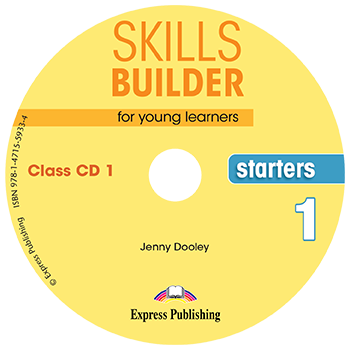 SKILLS
BUILDER
for young learners
Class CD 1
starters
1
Jenny Dooley
Express Publishing
© Express Publishing
ISBN 978-1-4715-5933-4